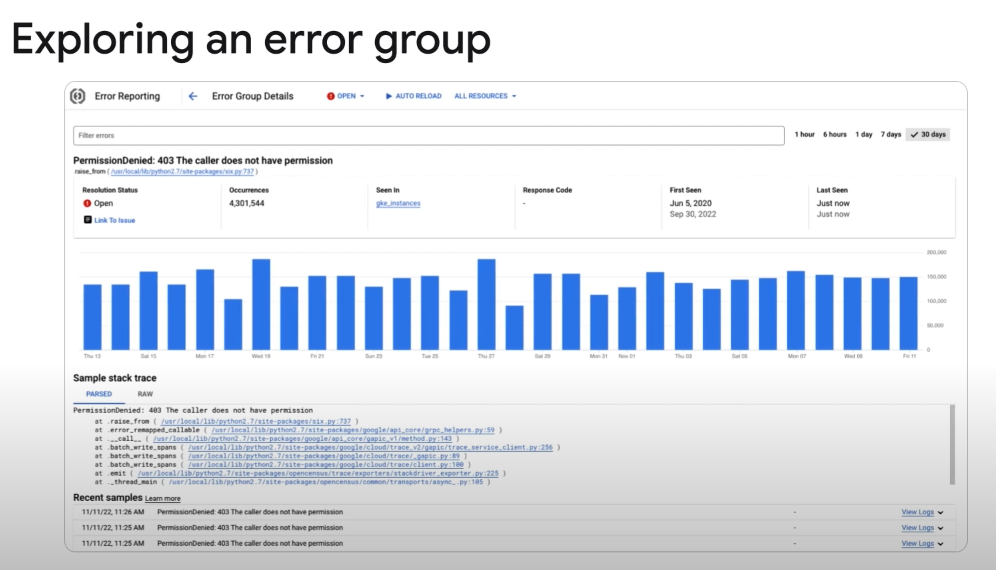 Exploring an error group
Error Reporting
Error Group Details
OPEN
AUTO RELOAD
ALL RESOURCES
Filter errors
1 hour 6 hours 1 day 7 days 30 days
PermissionDenied: 403 The caller does not have permission
raise_from ( /usr/local/lib/python2.7/site-packages/six.py:737 )
Resolution Status Occurrences Seen In Response Code First Seen Last Seen
Open 4,301,544 gke_instances - Jun 5, 2020 Just now
Link To Issue Sep 30, 2022 Just now
200,000
150,000
100,000
50,000
0
Thu 13 Sat 15 Mon 17 Wed 19 Fri 21 Sun 23 Tue 25 Thu 27 Sat 29 Mon 31 Nov 01 Thu 03 Sat 05 Mon 07 Wed 09 Fri 11
Sample stack trace
PARSED RAW
PermissionDenied: 403 The caller does not have permission
at .raise_from ( /usr/local/lib/python2.7/site-packages/six.py:737 )
at .error_remapped_callable ( /usr/local/lib/python2.7/site-packages/google/api_core/grpc_helpers.py:59 )
at .__call__ ( /usr/local/lib/python2.7/site-packages/google/api_core/gapic_v1/method.py:143 )
at .batch_write_spans ( /usr/local/lib/python2.7/site-packages/google/cloud/trace_v2/gapic/trace_service_client.py:256 )
at .batch_write_spans ( /usr/local/lib/python2.7/site-packages/google/cloud/trace/_gapic.py:89 )
at .batch_write_spans ( /usr/local/lib/python2.7/site-packages/google/cloud/trace/client.py:100 )
at .emit ( /usr/local/lib/python2.7/site-packages/opencensus/trace/exporters/stackdriver_exporter.py:225 )
at ._thread_main ( /usr/local/lib/python2.7/site-packages/opencensus/common/transports/async_.py:105 )
Recent samples Learn more
11/11/22, 11:26 AM PermissionDenied: 403 The caller does not have permission - View Logs
11/11/22, 11:25 AM PermissionDenied: 403 The caller does not have permission - View Logs
11/11/22, 11:25 AM PermissionDenied: 403 The caller does not have permission - View Logs